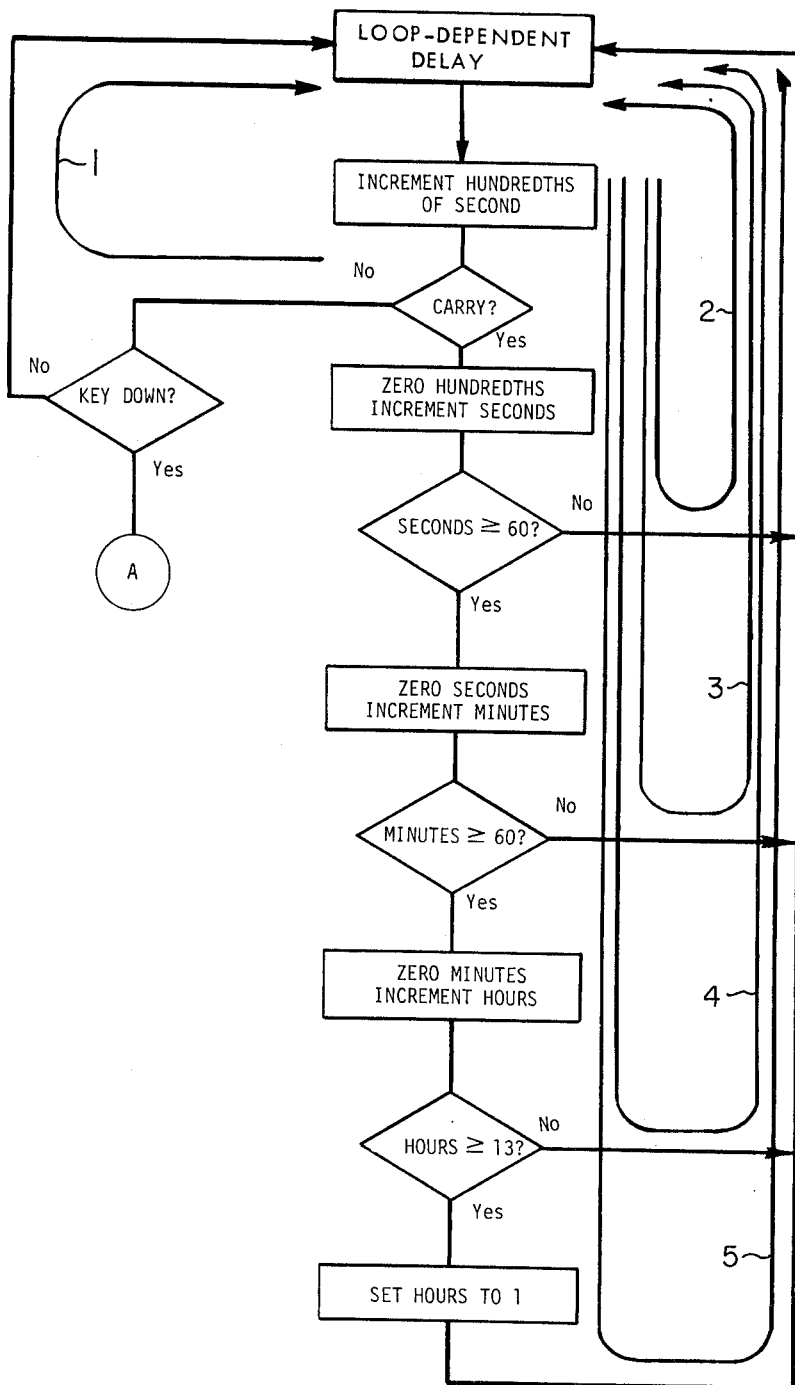 LOOP-DEPENDENT
DELAY
1
INCREMENT HUNDREDTHS
OF SECOND
No
CARRY?
2
Yes
No
KEY DOWN?
ZERO HUNDREDTHS
INCREMENT SECONDS
Yes
No
SECONDS ≥ 60?
A
Yes
ZERO SECONDS
INCREMENT MINUTES
3
No
MINUTES ≥ 60?
Yes
ZERO MINUTES
INCREMENT HOURS
4
No
HOURS ≥ 13?
Yes
5
SET HOURS TO 1